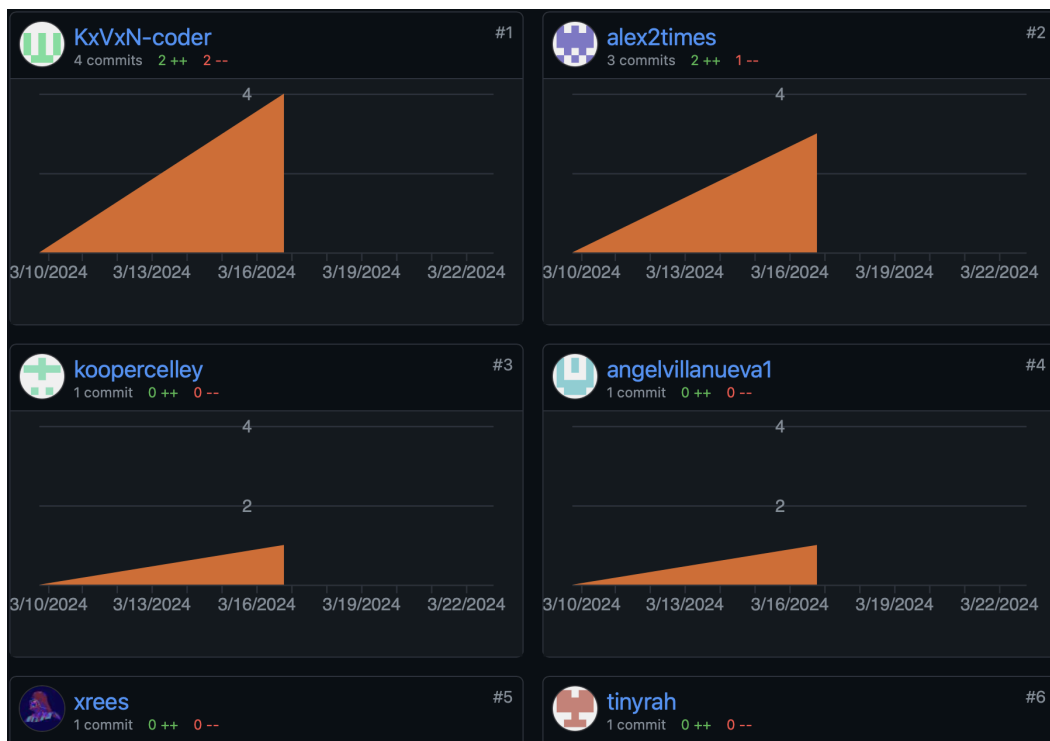 KxVxN-coder #1
4 commits 2 ++ 2 --
4
3/10/2024 3/13/2024 3/16/2024 3/19/2024 3/22/2024
alex2times #2
3 commits 2 ++ 1 --
4
3/10/2024 3/13/2024 3/16/2024 3/19/2024 3/22/2024
koopercelley #3
1 commit 0 ++ 0 --
4
2
3/10/2024 3/13/2024 3/16/2024 3/19/2024 3/22/2024
angelvillanueva1 #4
1 commit 0 ++ 0 --
4
2
3/10/2024 3/13/2024 3/16/2024 3/19/2024 3/22/2024
xrees #5
1 commit 0 ++ 0 --
tinyrah #6
1 commit 0 ++ 0 --